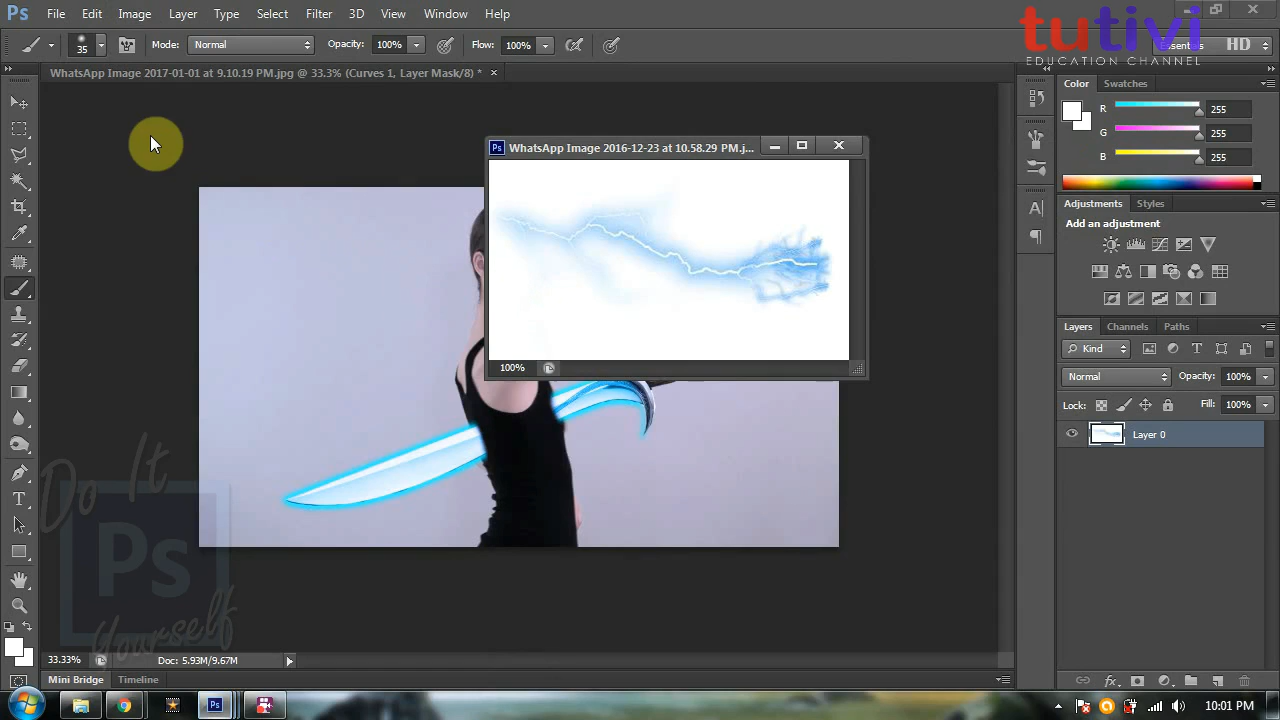 Ps File Edit Image Layer Type Select Filter 3D View Window Help
tutivi
35 Mode: Normal Opacity: 100% Flow: 100% HD
EDUCATION CHANNEL
WhatsApp Image 2017-01-01 at 9.10.19 PM.jpg @ 33.3% (Curves 1, Layer Mask/8) *
Color Swatches
R 255
G 255
B 255
Ps WhatsApp Image 2016-12-23 at 10.58.29 PM.j...
100%
Adjustments Styles
Add an adjustment
Layers Channels Paths
Kind
Normal Opacity: 100%
Lock: Fill: 100%
Layer 0
Do It
Ps
Yourself
33.33% Doc: 5.93M/9.67M
Mini Bridge Timeline
Ps 10:01 PM